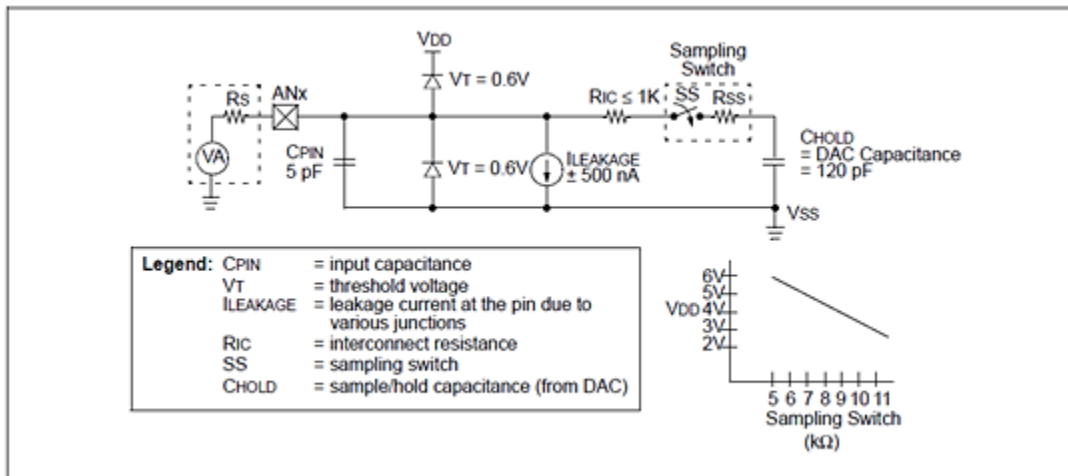 VDD
Sampling
Switch
VT = 0.6V
RS
ANx
RIC ≤ 1K
SS
RSS
VA
CPIN
5 pF
VT = 0.6V
ILEAKAGE
± 500 nA
CHOLD
= DAC Capacitance
= 120 pF
VSS
Legend: CPIN = input capacitance
VT = threshold voltage
ILEAKAGE = leakage current at the pin due to
various junctions
RIC = interconnect resistance
SS = sampling switch
CHOLD = sample/hold capacitance (from DAC)
6V
5V
VDD 4V
3V
2V
5 6 7 8 9 10 11
Sampling Switch
(kΩ)